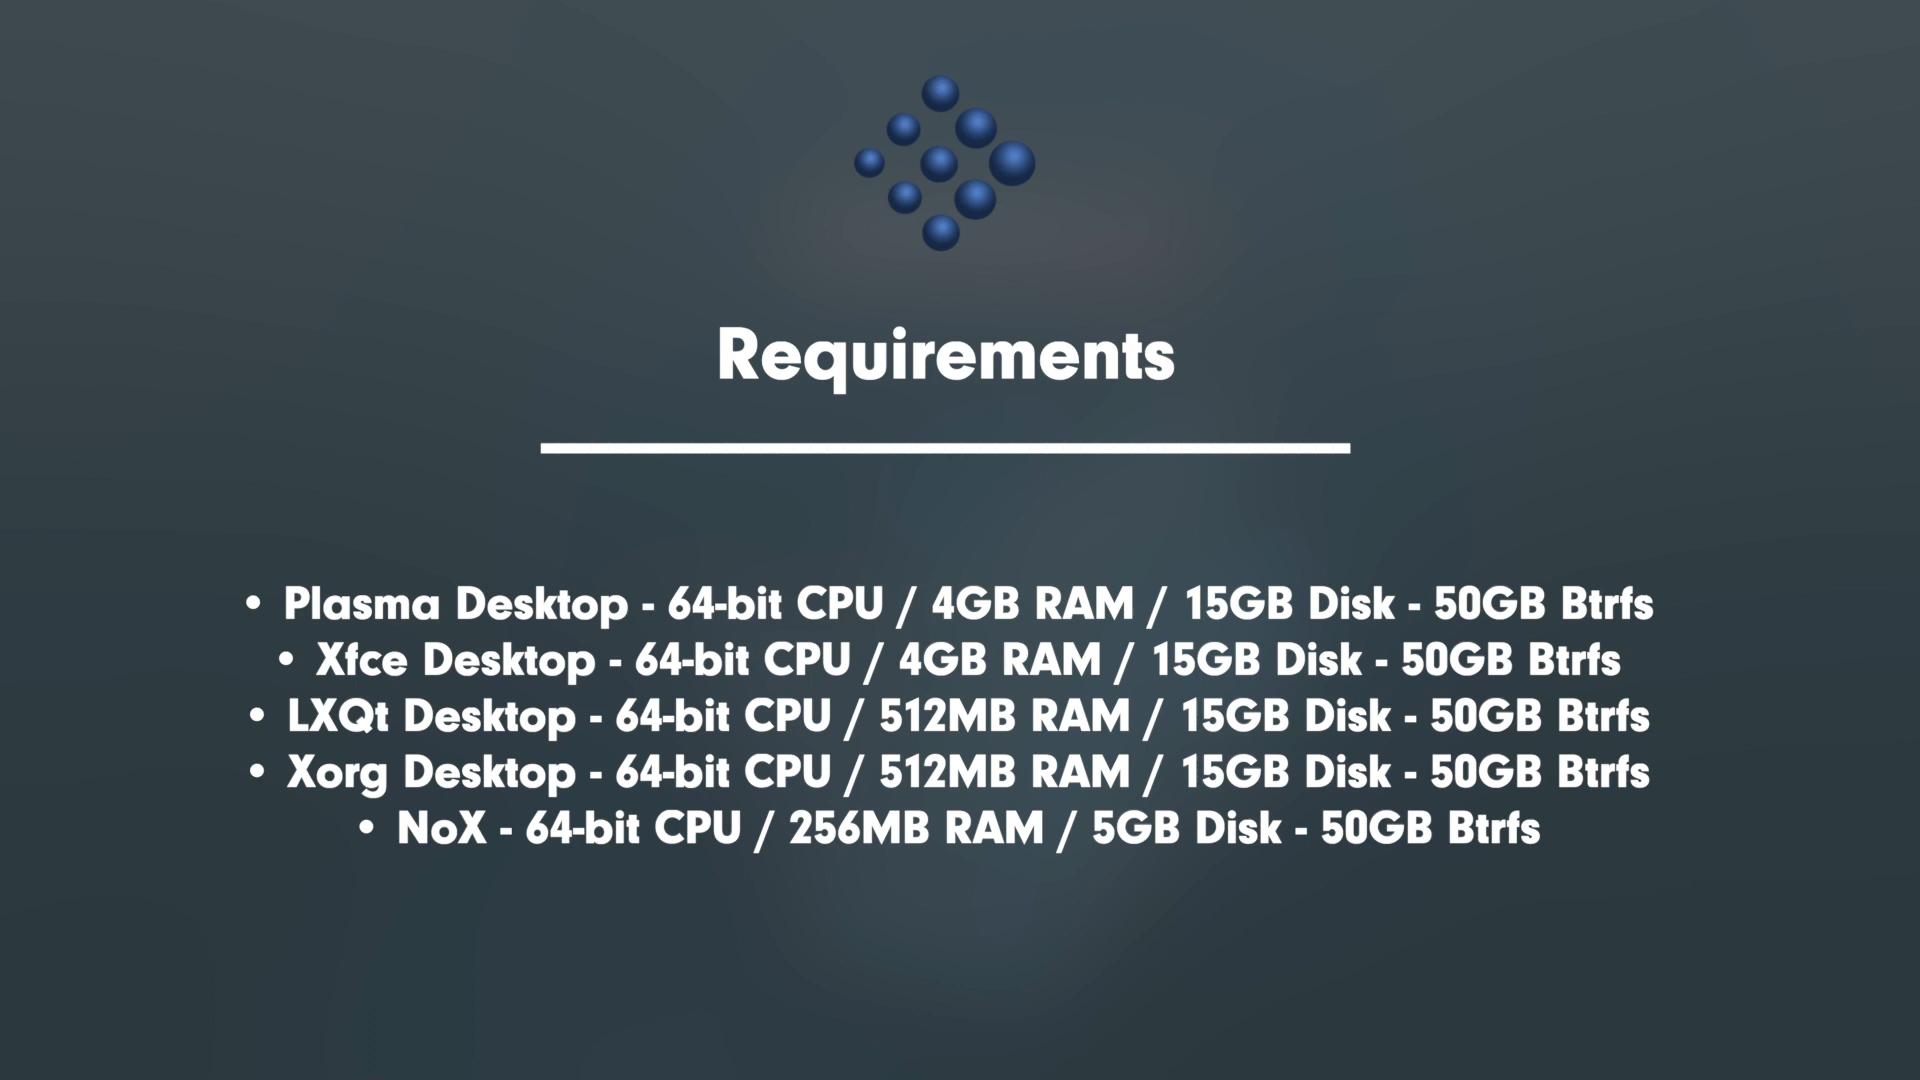 Requirements
• Plasma Desktop - 64-bit CPU / 4GB RAM / 15GB Disk - 50GB Btrfs
• Xfce Desktop - 64-bit CPU / 4GB RAM / 15GB Disk - 50GB Btrfs
• LXQt Desktop - 64-bit CPU / 512MB RAM / 15GB Disk - 50GB Btrfs
• Xorg Desktop - 64-bit CPU / 512MB RAM / 15GB Disk - 50GB Btrfs
• NoX - 64-bit CPU / 256MB RAM / 5GB Disk - 50GB Btrfs